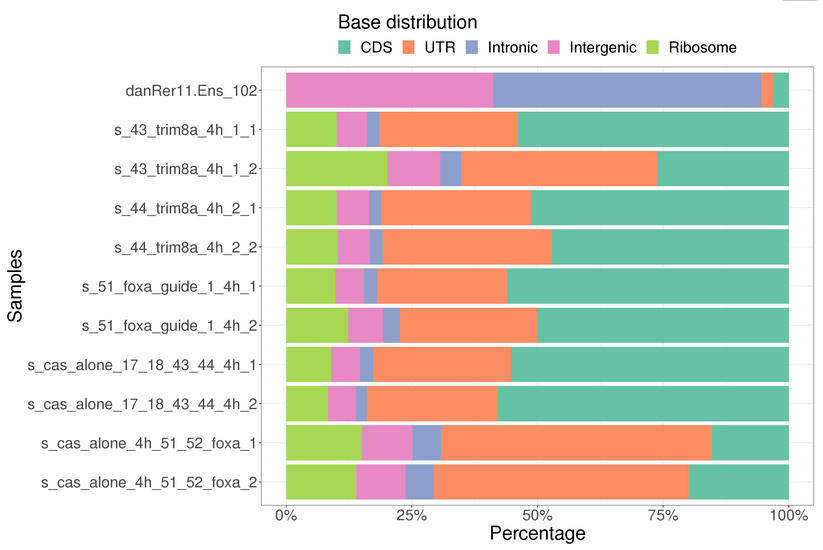 Base distribution
CDS UTR Intronic Intergenic Ribosome
Samples
danRer11.Ens_102
s_43_trim8a_4h_1_1
s_43_trim8a_4h_1_2
s_44_trim8a_4h_2_1
s_44_trim8a_4h_2_2
s_51_foxa_guide_1_4h_1
s_51_foxa_guide_1_4h_2
s_cas_alone_17_18_43_44_4h_1
s_cas_alone_17_18_43_44_4h_2
s_cas_alone_4h_51_52_foxa_1
s_cas_alone_4h_51_52_foxa_2
0% 25% 50% 75% 100%
Percentage